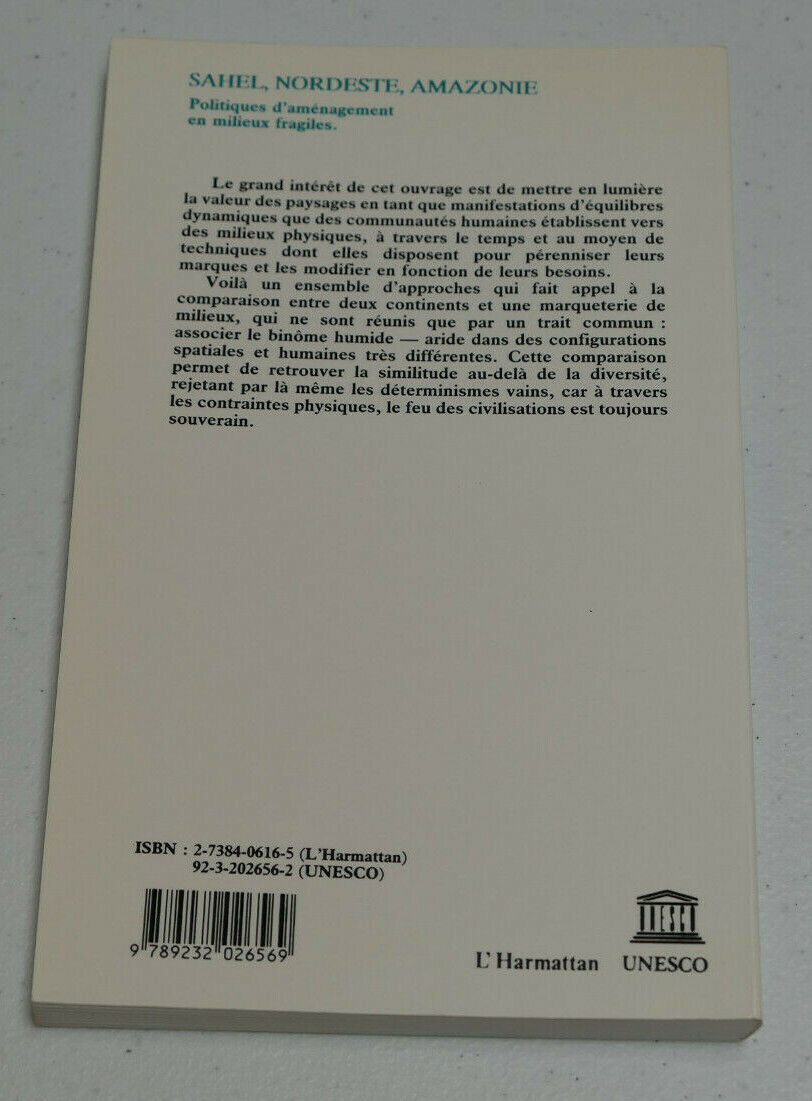 SAHEL, NORDESTE, AMAZONIE
Politiques d'aménagement
en milieux fragiles.
Le grand intérêt de cet ouvrage est de mettre en lumière
la valeur des paysages en tant que manifestations d'équilibres
dynamiques que des communautés humaines établissent vers
des milieux physiques, à travers le temps et au moyen de
techniques dont elles disposent pour pérenniser leurs
marques et les modifier en fonction de leurs besoins.
Voilà un ensemble d'approches qui fait appel à la
comparaison entre deux continents et une marqueterie de
milieux, qui ne sont réunis que par un trait commun :
associer le binôme humide — aride dans des configurations
spatiales et humaines très différentes. Cette comparaison
permet de retrouver la similitude au-delà de la diversité,
rejetant par là même les déterminismes vains, car à travers
les contraintes physiques, le feu des civilisations est toujours
souverain.
ISBN : 2-7384-0616-5 (L'Harmattan)
92-3-202656-2 (UNESCO)
9 789232 026569
UNESCO
L'Harmattan UNESCO